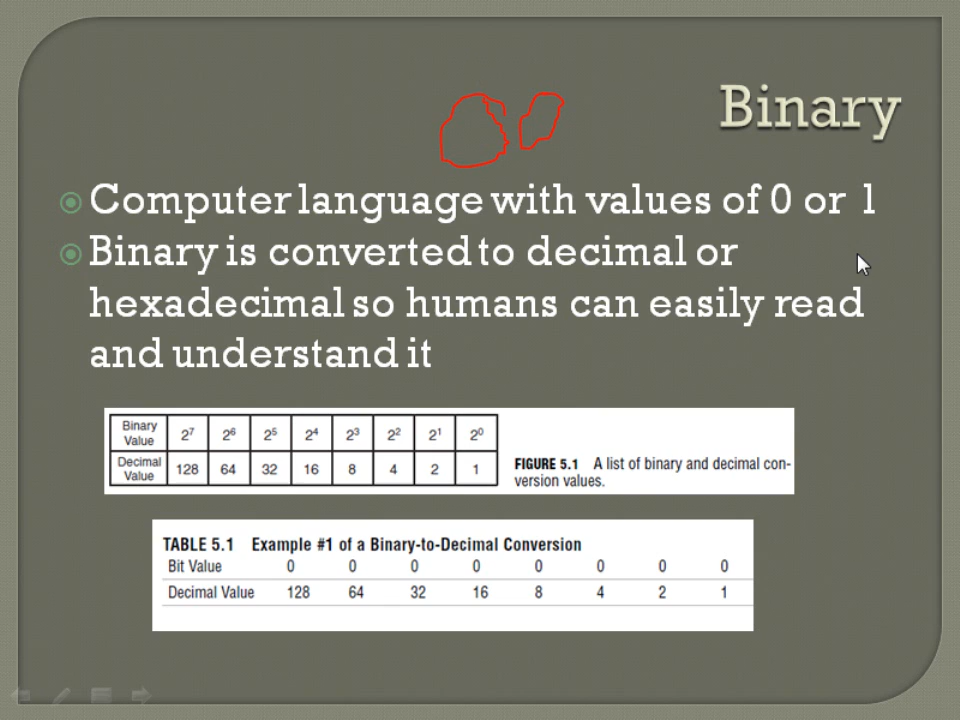 Binary
Computer language with values of 0 or 1
Binary is converted to decimal or
hexadecimal so humans can easily read
and understand it
Binary Value 2⁷ 2⁶ 2⁵ 2⁴ 2³ 2² 2¹ 2⁰
Decimal Value 128 64 32 16 8 4 2 1
FIGURE 5.1 A list of binary and decimal con-
version values.
TABLE 5.1 Example #1 of a Binary-to-Decimal Conversion
Bit Value 0 0 0 0 0 0 0 0
Decimal Value 128 64 32 16 8 4 2 1